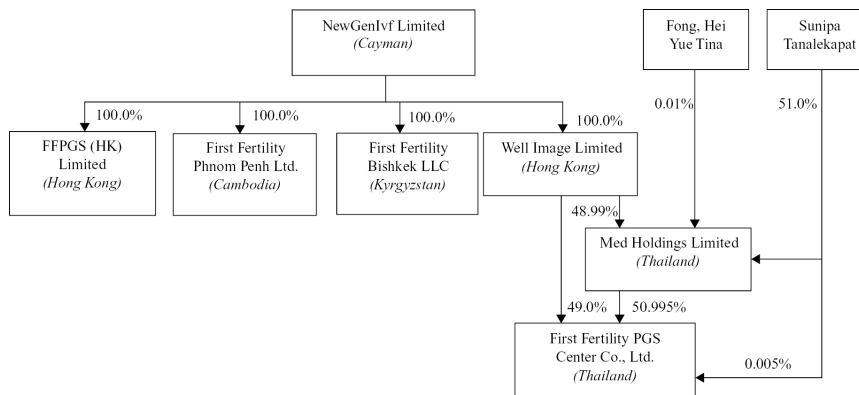 NewGenIvf Limited
(Cayman)
Fong, Hei
Yue Tina
Sunipa
Tanalekapat
100.0%
100.0%
100.0%
100.0%
0.01%
51.0%
FFPGS (HK)
Limited
(Hong Kong)
First Fertility
Phnom Penh Ltd.
(Cambodia)
First Fertility
Bishkek LLC
(Kyrgyzstan)
Well Image Limited
(Hong Kong)
48.99%
Med Holdings Limited
(Thailand)
49.0%
50.995%
First Fertility PGS
Center Co., Ltd.
(Thailand)
0.005%